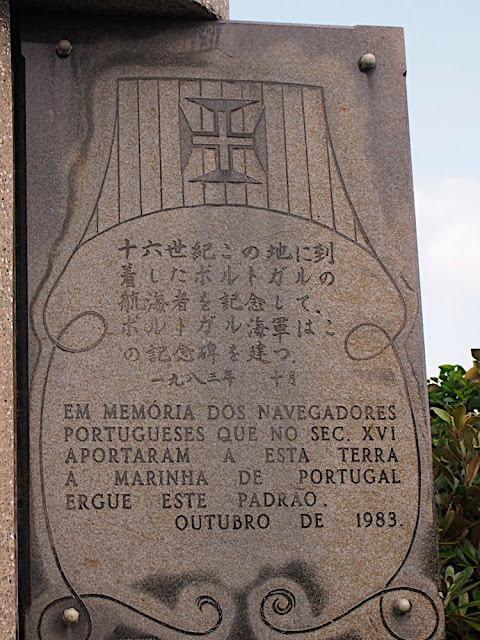 十六世紀この地に到
着したポルトガルの
航海者を記念して、
ポルトガル海軍はこ
の記念碑を建つ。
一九八三年 十月
EM MEMÓRIA DOS NAVEGADORES
PORTUGUESES QUE NO SEC. XVI
APORTARAM A ESTA TERRA
A MARINHA DE PORTUGAL
ERGUE ESTE PADRÃO.
OUTUBRO DE 1983.